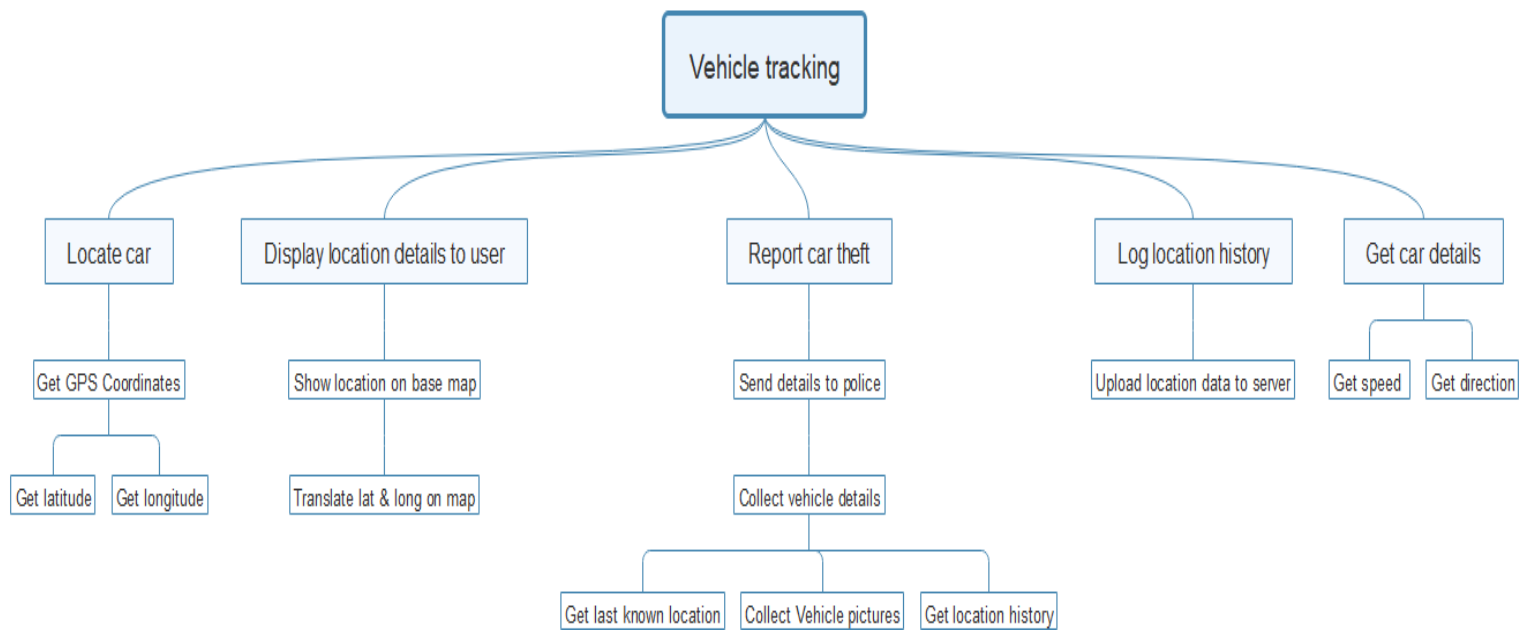 Vehicle tracking
Locate car
Display location details to user
Report car theft
Log location history
Get car details
Get GPS Coordinates
Show location on base map
Send details to police
Upload location data to server
Get speed
Get direction
Get latitude
Get longitude
Translate lat & long on map
Collect vehicle details
Get last known location
Collect Vehicle pictures
Get location history